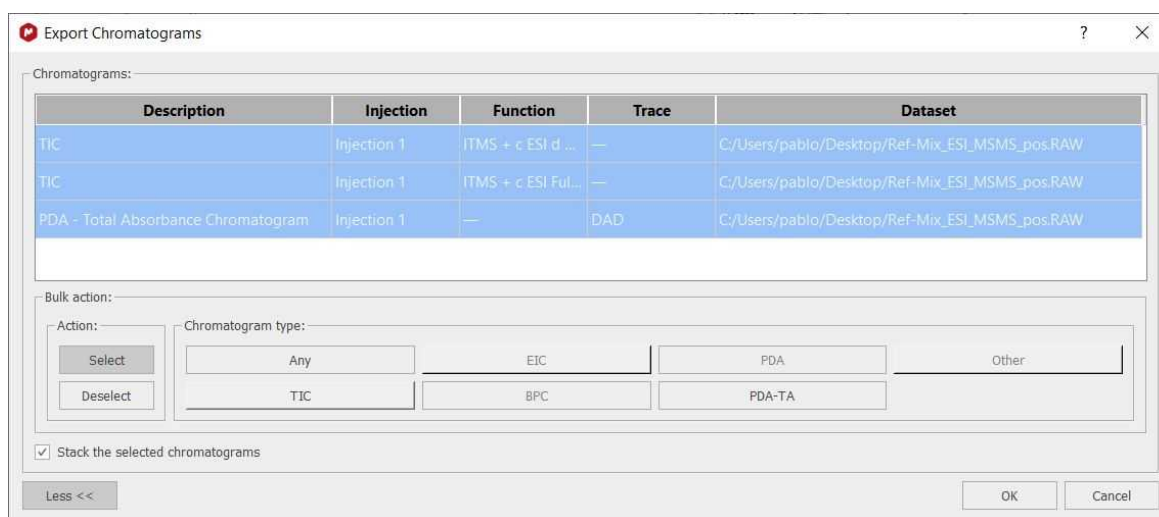 Export Chromatograms
?
Chromatograms:
Description Injection Function Trace Dataset
TIC Injection 1 ITMS + c ESI d ... — C:/Users/pablo/Desktop/Ref-Mix_ESI_MSMS_pos.RAW
TIC Injection 1 ITMS + c ESI Ful... — C:/Users/pablo/Desktop/Ref-Mix_ESI_MSMS_pos.RAW
PDA - Total Absorbance Chromatogram Injection 1 — DAD C:/Users/pablo/Desktop/Ref-Mix_ESI_MSMS_pos.RAW
Bulk action:
Action: Chromatogram type:
Select Any EIC PDA Other
Deselect TIC BPC PDA-TA
Stack the selected chromatograms
Less << OK Cancel